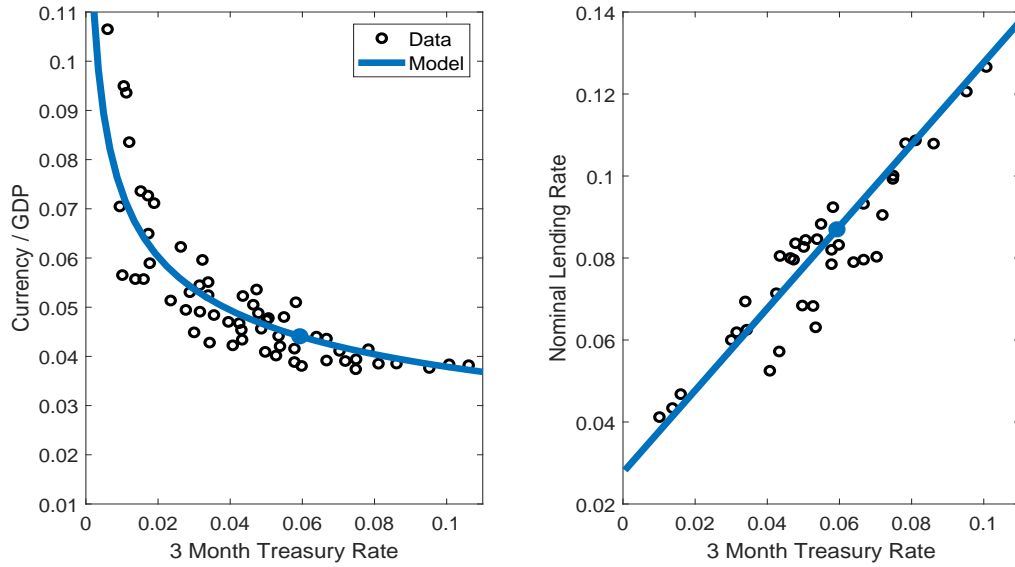 0.11
0.1
0.09
0.08
0.07
0.06
0.05
0.04
0.03
0.02
0.01
Currency / GDP
Data
Model
0 0.02 0.04 0.06 0.08 0.1
3 Month Treasury Rate
0.14
0.12
0.1
0.08
0.06
0.04
0.02
Nominal Lending Rate
0 0.02 0.04 0.06 0.08 0.1
3 Month Treasury Rate